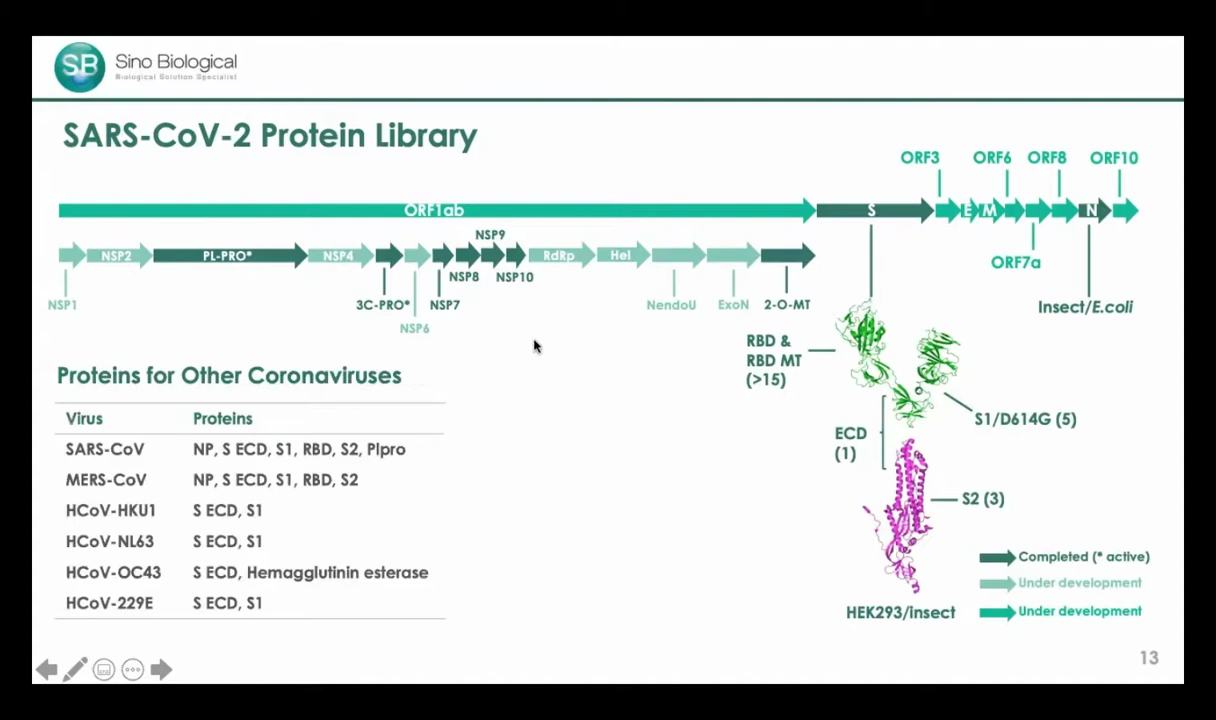 SB
Sino Biological
Biological Solution Specialist
SARS-CoV-2 Protein Library
ORF3
ORF6
ORF8
ORF10
ORF1ab
S
E
M
N
ORF7a
NSP2
PL-PRO*
NSP4
NSP9
RdRp
Hel
NSP8
NSP10
NSP1
3C-PRO*
NSP7
NendoU
ExoN
2-O-MT
NSP6
Insect/E.coli
RBD &
RBD MT
(>15)
S1/D614G (5)
ECD
(1)
S2 (3)
HEK293/insect
Proteins for Other Coronaviruses
Virus Proteins
SARS-CoV NP, S ECD, S1, RBD, S2, Plpro
MERS-CoV NP, S ECD, S1, RBD, S2
HCoV-HKU1 S ECD, S1
HCoV-NL63 S ECD, S1
HCoV-OC43 S ECD, Hemagglutinin esterase
HCoV-229E S ECD, S1
Completed (* active)
Under development
Under development
13